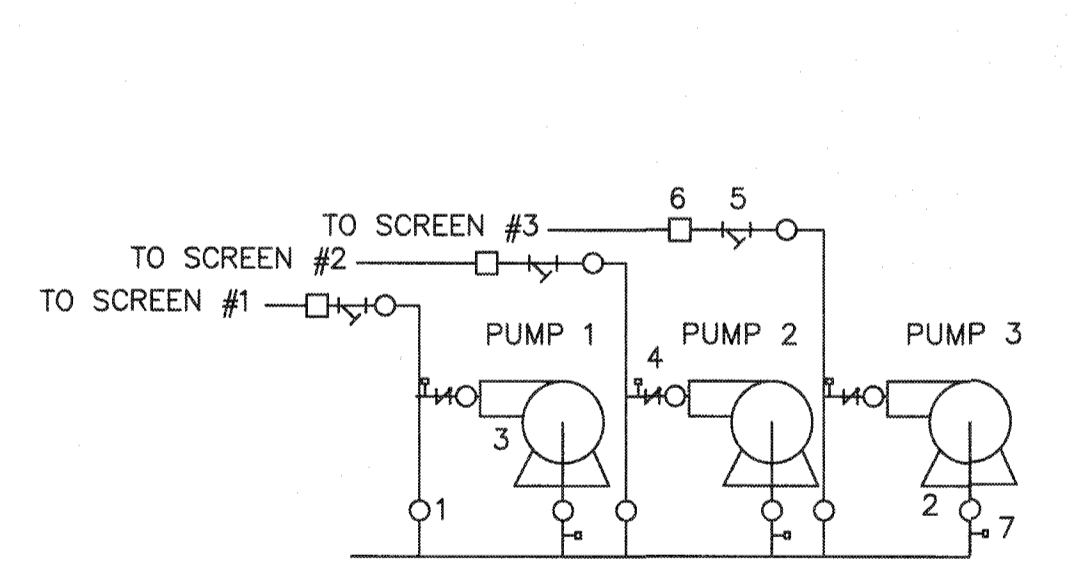 6 5
TO SCREEN #3
TO SCREEN #2
TO SCREEN #1
PUMP 1
PUMP 2
PUMP 3
4
3
1
2
7